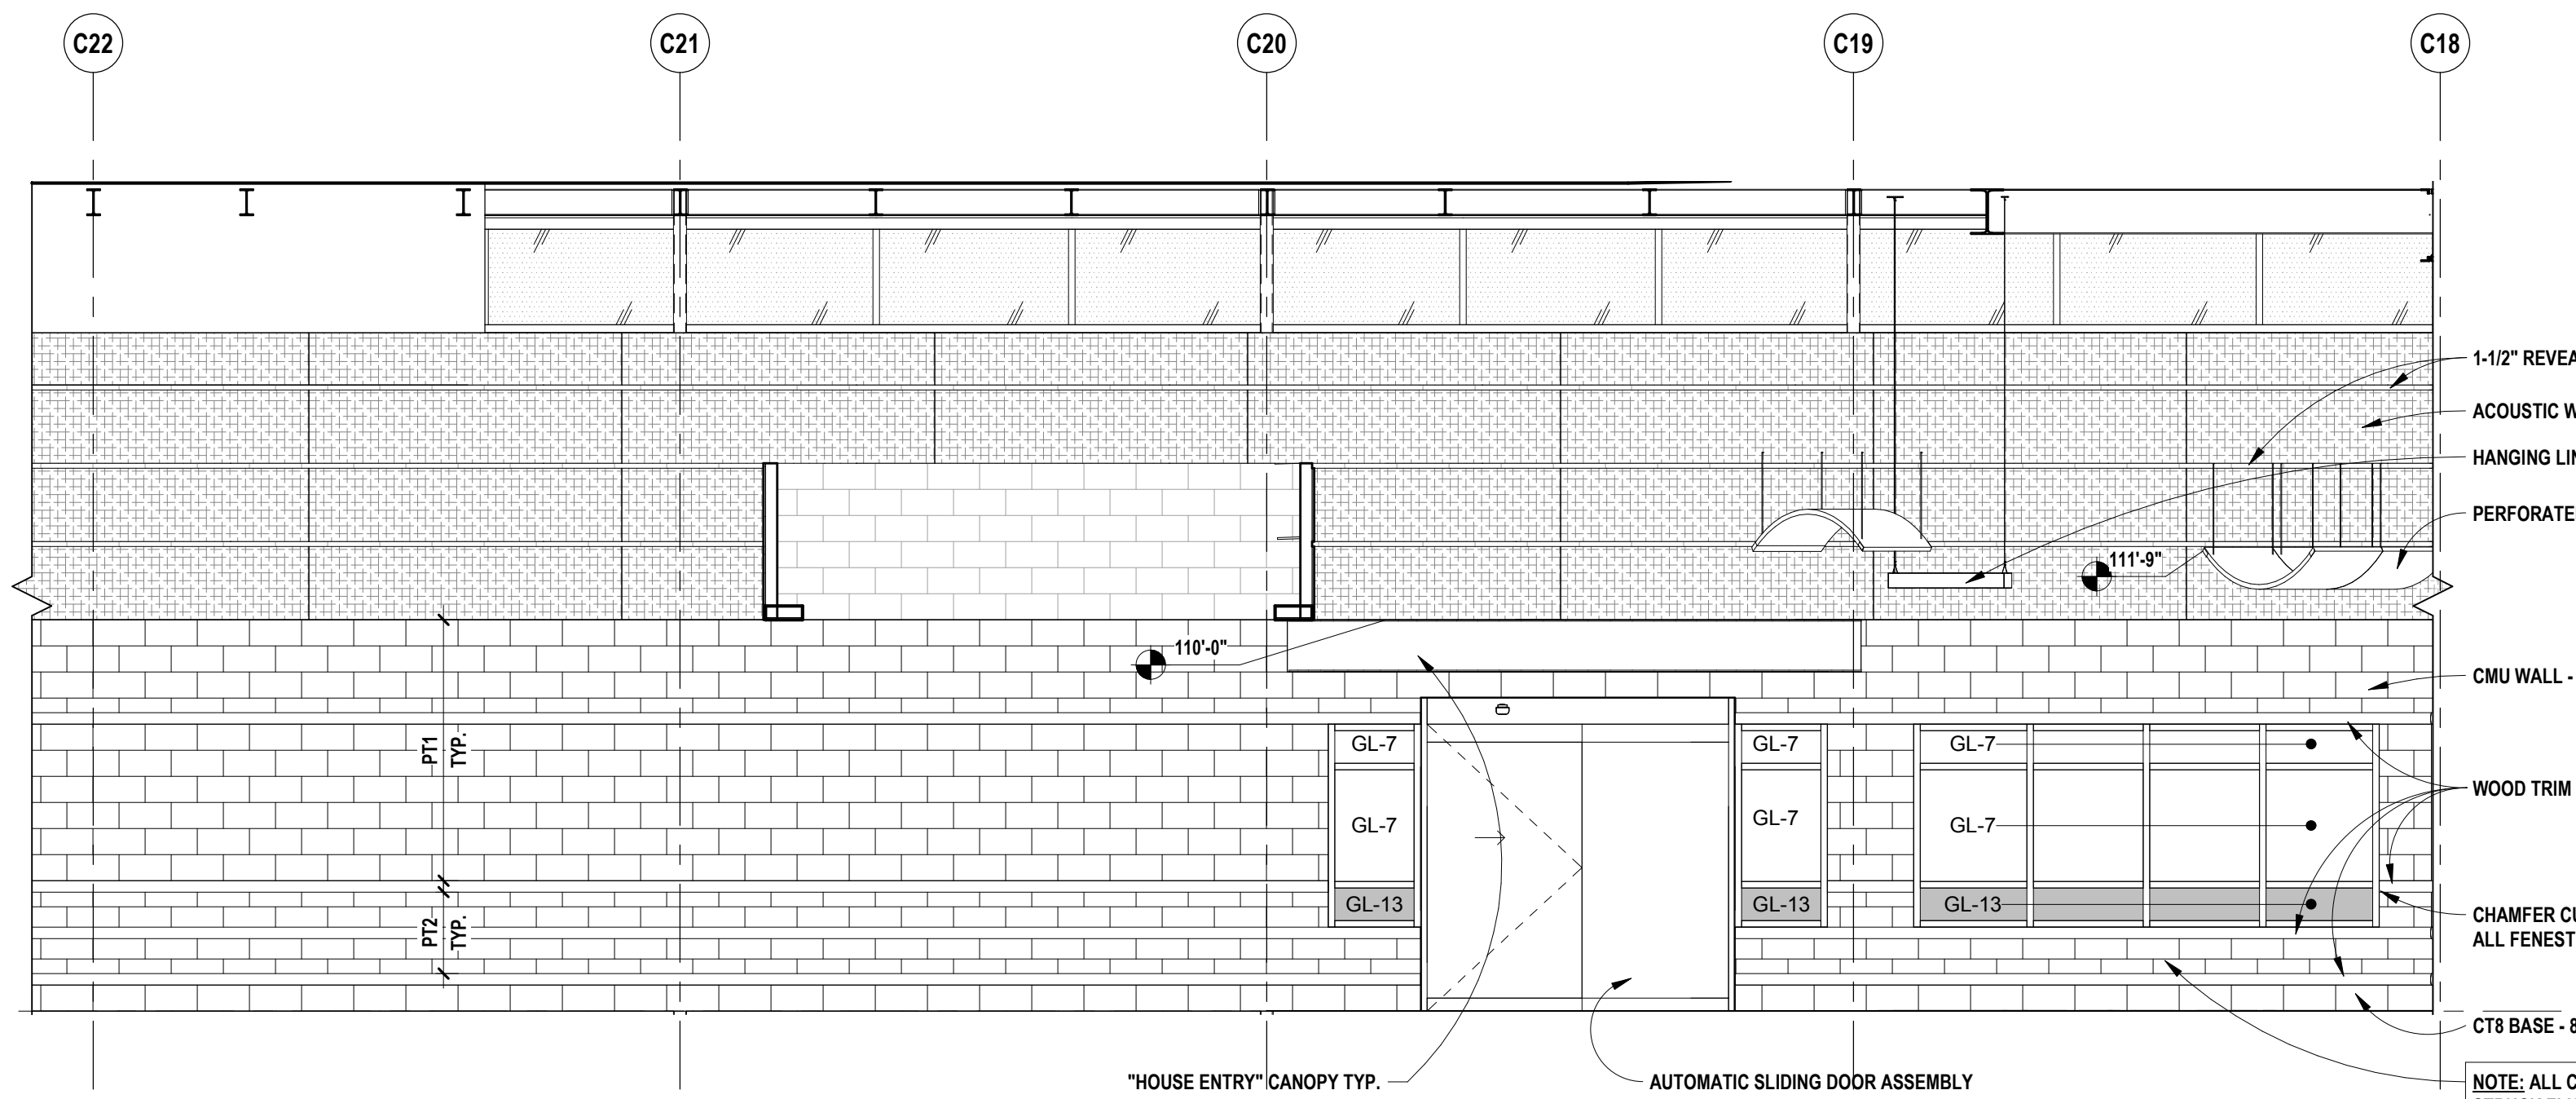 C22 C21 C20 C19 C18
1-1/2" REVEA
ACOUSTIC W
HANGING LIN
PERFORATE
111'-9"
110'-0"
CMU WALL -
PT1 TYP.
GL-7 GL-7 GL-7
WOOD TRIM
GL-7 GL-7 GL-7
GL-13 GL-13 GL-13
PT2 TYP.
CHAMFER CU
ALL FENEST
CT8 BASE - 8
"HOUSE ENTRY" CANOPY TYP.
AUTOMATIC SLIDING DOOR ASSEMBLY
NOTE: ALL C